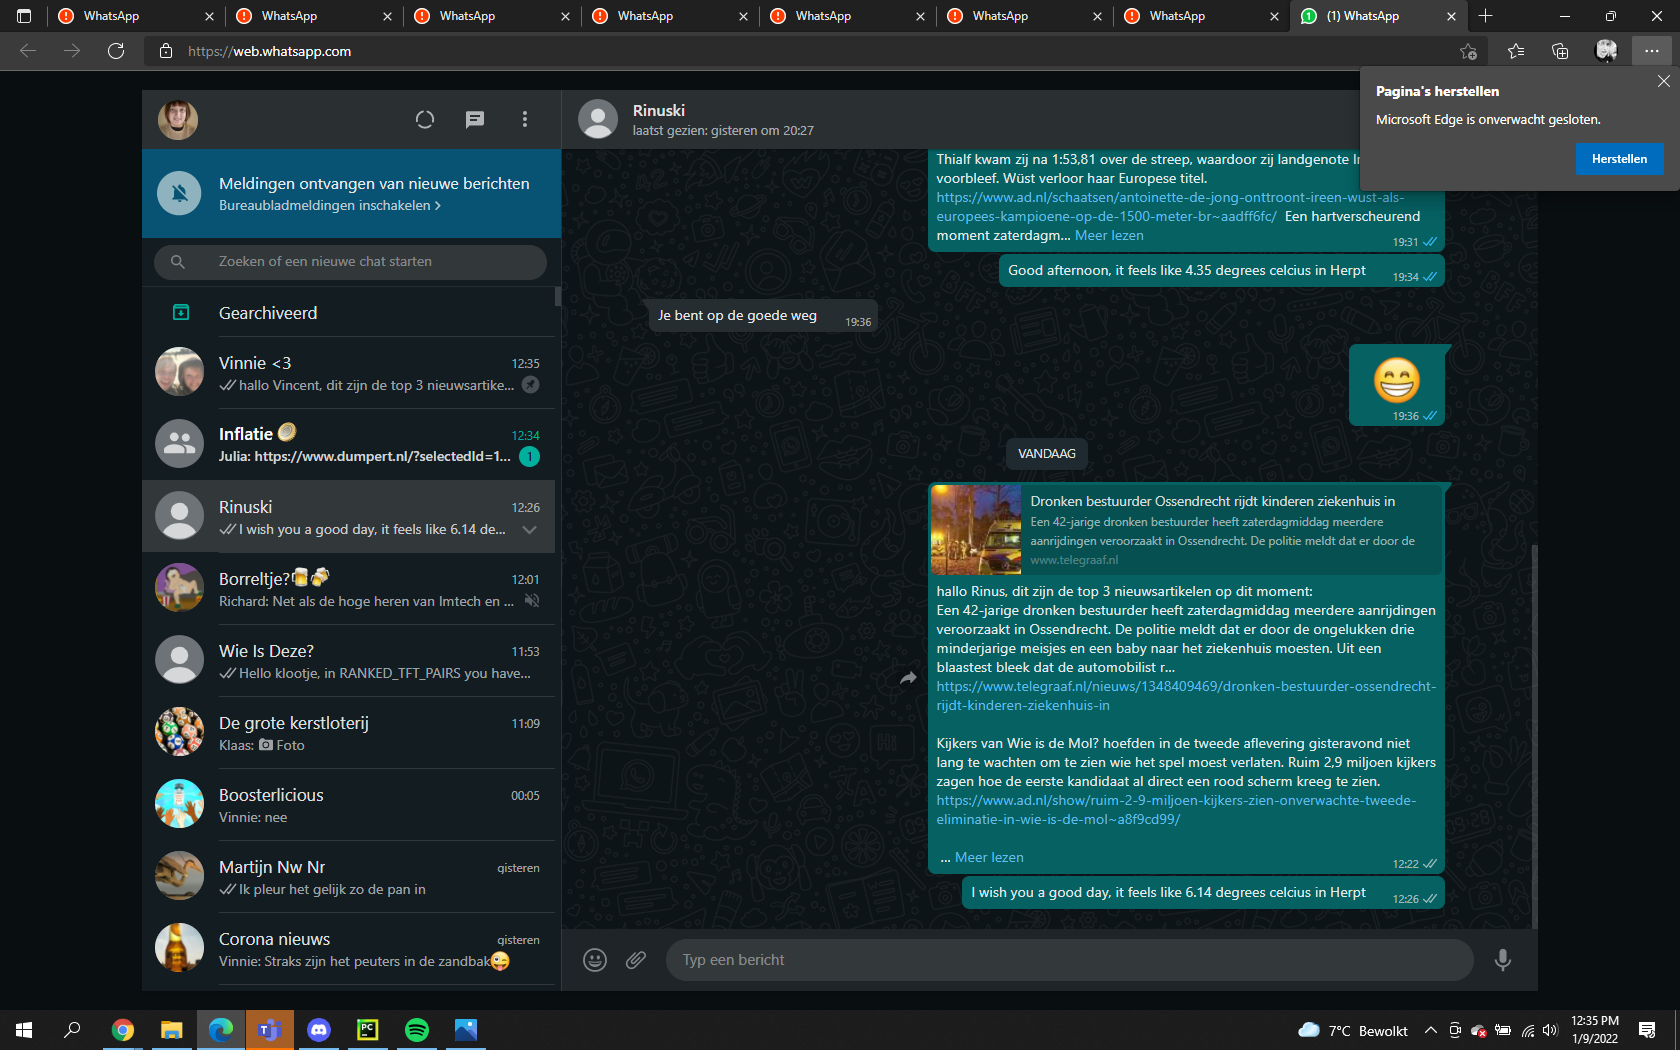 WhatsApp
WhatsApp
WhatsApp
WhatsApp
WhatsApp
WhatsApp
WhatsApp
(1) WhatsApp
https://web.whatsapp.com
Pagina's herstellen
Microsoft Edge is onverwacht gesloten.
Herstellen
Meldingen ontvangen van nieuwe berichten
Bureaubladmeldingen inschakelen >
Zoeken of een nieuwe chat starten
Gearchiveerd
Vinnie <3
12:35
hallo Vincent, dit zijn de top 3 nieuwsartike...
Inflatie
12:34
Julia: https://www.dumpert.nl/?selectedId=1...
1
Rinuski
12:26
I wish you a good day, it feels like 6.14 de...
Borreltje?🍺🍻
12:01
Richard: Net als de hoge heren van Imtech en ...
Wie Is Deze?
11:53
Hello klootje, in RANKED_TFT_PAIRS you have...
De grote kerstloterij
11:09
Klaas: Foto
Boosterlicious
00:05
Vinnie: nee
Martijn Nw Nr
gisteren
Ik pleur het gelijk zo de pan in
Corona nieuws
gisteren
Vinnie: Straks zijn het peuters in de zandbak😜
Rinuski
laatst gezien: gisteren om 20:27
Thialf kwam zij na 1:53,81 over de streep, waardoor zij landgenote
voorbleef. Wüst verloor haar Europese titel.
https://www.ad.nl/schaatsen/antoinette-de-jong-onttroont-ireen-wust-als-
europees-kampioene-op-de-1500-meter-br~aadff6fc/ Een hartverscheurend
moment zaterdagm... Meer lezen
19:31
Good afternoon, it feels like 4.35 degrees celcius in Herpt
19:34
Je bent op de goede weg
19:36
😁
19:36
VANDAAG
Dronken bestuurder Ossendrecht rijdt kinderen ziekenhuis in
Een 42-jarige dronken bestuurder heeft zaterdagmiddag meerdere
aanrijdingen veroorzaakt in Ossendrecht. De politie meldt dat er door de
www.telegraaf.nl
hallo Rinus, dit zijn de top 3 nieuwsartikelen op dit moment:
Een 42-jarige dronken bestuurder heeft zaterdagmiddag meerdere aanrijdingen
veroorzaakt in Ossendrecht. De politie meldt dat er door de ongelukken drie
minderjarige meisjes en een baby naar het ziekenhuis moesten. Uit een
blaastest bleek dat de automobilist r...
https://www.telegraaf.nl/nieuws/1348409469/dronken-bestuurder-ossendrecht-
rijdt-kinderen-ziekenhuis-in
Kijkers van Wie is de Mol? hoefden in de tweede aflevering gisteravond niet
lang te wachten om te zien wie het spel moest verlaten. Ruim 2,9 miljoen kijkers
zagen hoe de eerste kandidaat al direct een rood scherm kreeg te zien.
https://www.ad.nl/show/ruim-2-9-miljoen-kijkers-zien-onverwachte-tweede-
eliminatie-in-wie-is-de-mol~a8f9cd99/
... Meer lezen
12:22
I wish you a good day, it feels like 6.14 degrees celcius in Herpt
12:26
Typ een bericht
7°C Bewolkt
12:35 PM
1/9/2022